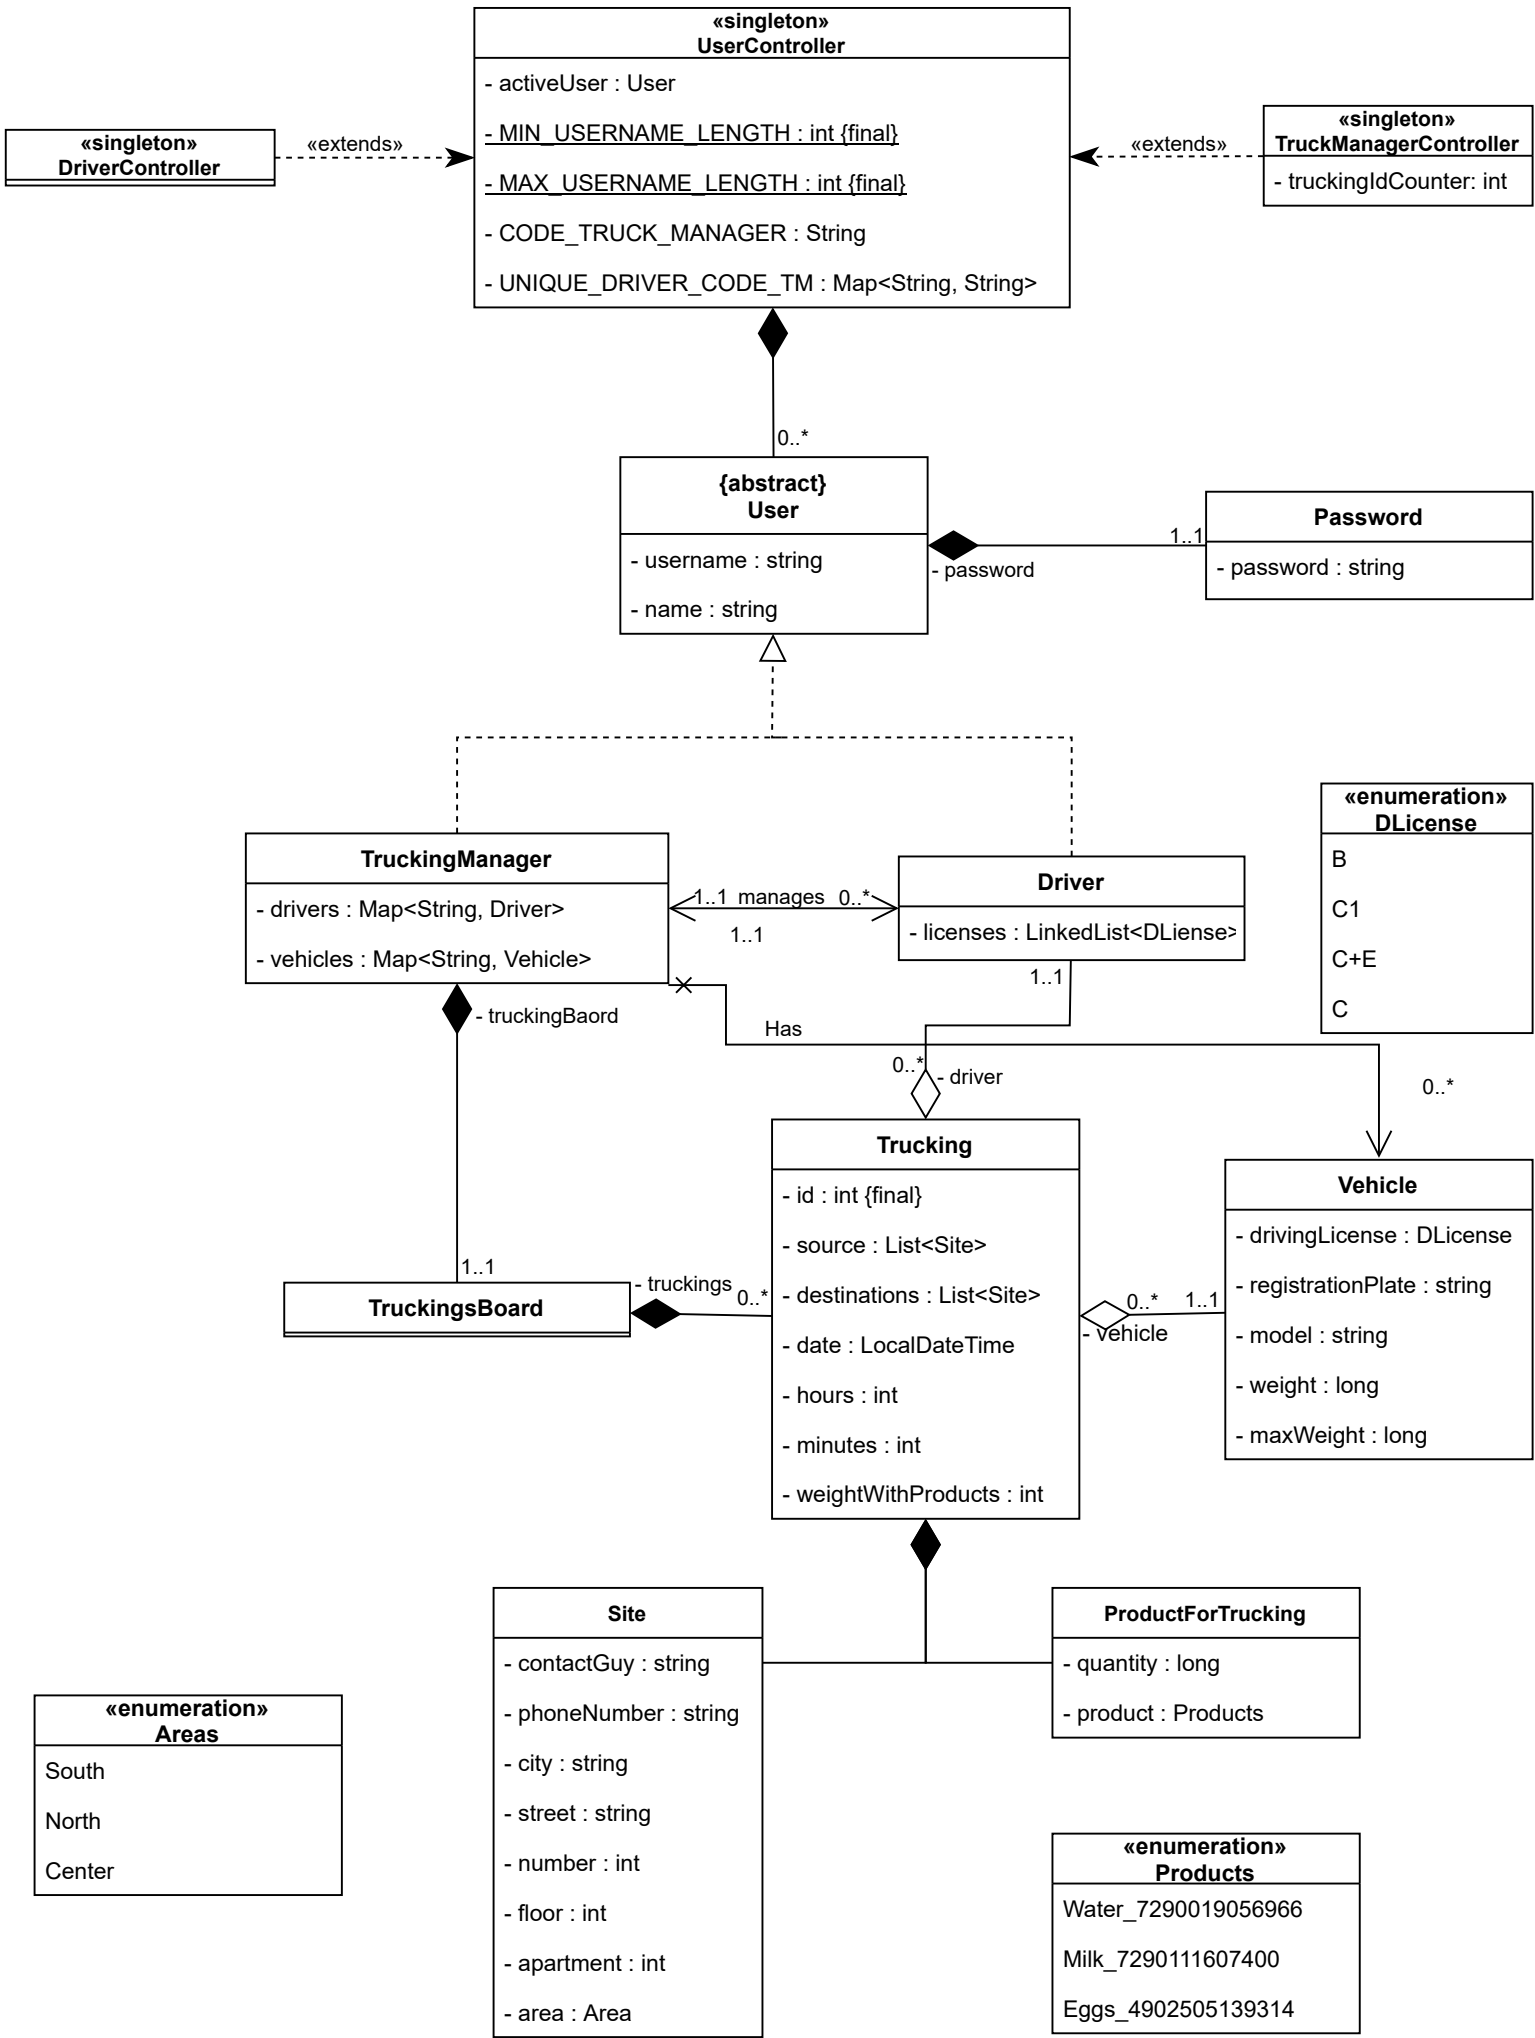 «singleton»
UserController
- activeUser : User
- MIN_USERNAME_LENGTH : int {final}
- MAX_USERNAME_LENGTH : int {final}
- CODE_TRUCK_MANAGER : String
- UNIQUE_DRIVER_CODE_TM : Map<String, String>
«singleton»
DriverController
«extends»
«extends»
«singleton»
TruckManagerController
- truckingIdCounter: int
0..*
{abstract}
User
- username : string
- name : string
- password
1..1
Password
- password : string
TruckingManager
- drivers : Map<String, Driver>
- vehicles : Map<String, Vehicle>
1..1 manages 0..*
1..1
Driver
- licenses : LinkedList<DLiense>
«enumeration»
DLicense
B
C1
C+E
C
- truckingBaord
1..1
Has
0..*
- driver
0..*
1..1
TruckingsBoard
- truckings
0..*
Trucking
- id : int {final}
- source : List<Site>
- destinations : List<Site>
- date : LocalDateTime
- hours : int
- minutes : int
- weightWithProducts : int
0..*
1..1
- vehicle
Vehicle
- drivingLicense : DLicense
- registrationPlate : string
- model : string
- weight : long
- maxWeight : long
Site
- contactGuy : string
- phoneNumber : string
- city : string
- street : string
- number : int
- floor : int
- apartment : int
- area : Area
ProductForTrucking
- quantity : long
- product : Products
«enumeration»
Areas
South
North
Center
«enumeration»
Products
Water_7290019056966
Milk_7290111607400
Eggs_4902505139314